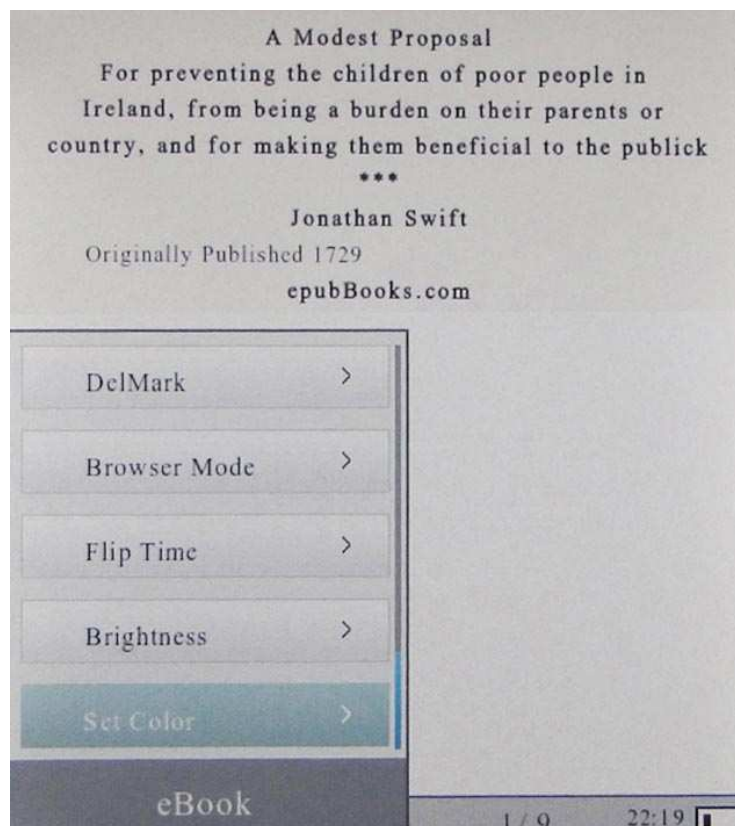 A Modest Proposal
For preventing the children of poor people in
Ireland, from being a burden on their parents or
country, and for making them beneficial to the publick
***
Jonathan Swift
Originally Published 1729
epubBooks.com
DelMark >
Browser Mode >
Flip Time >
Brightness >
Set Color >
eBook
1 / 9 22:19